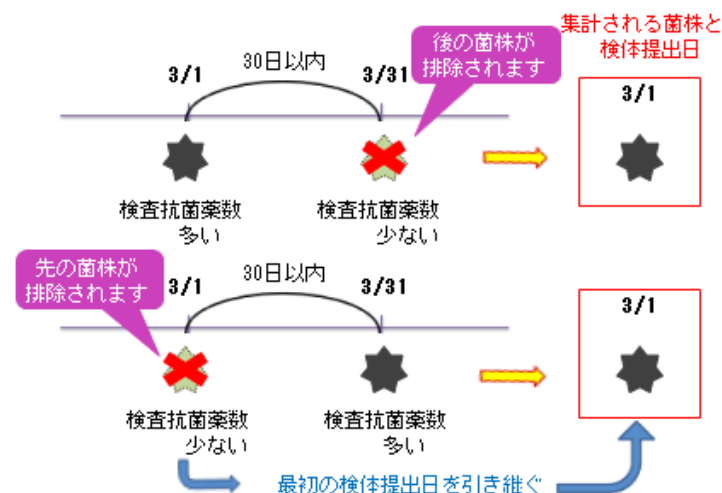 集計される菌株と
検体提出日
後の菌株が
排除されます
3/1
30日以内
3/31
3/1
検査抗菌薬数
多い
検査抗菌薬数
少ない
先の菌株が
排除されます
3/1
30日以内
3/31
3/1
検査抗菌薬数
少ない
検査抗菌薬数
多い
最初の検体提出日を引き継ぐ